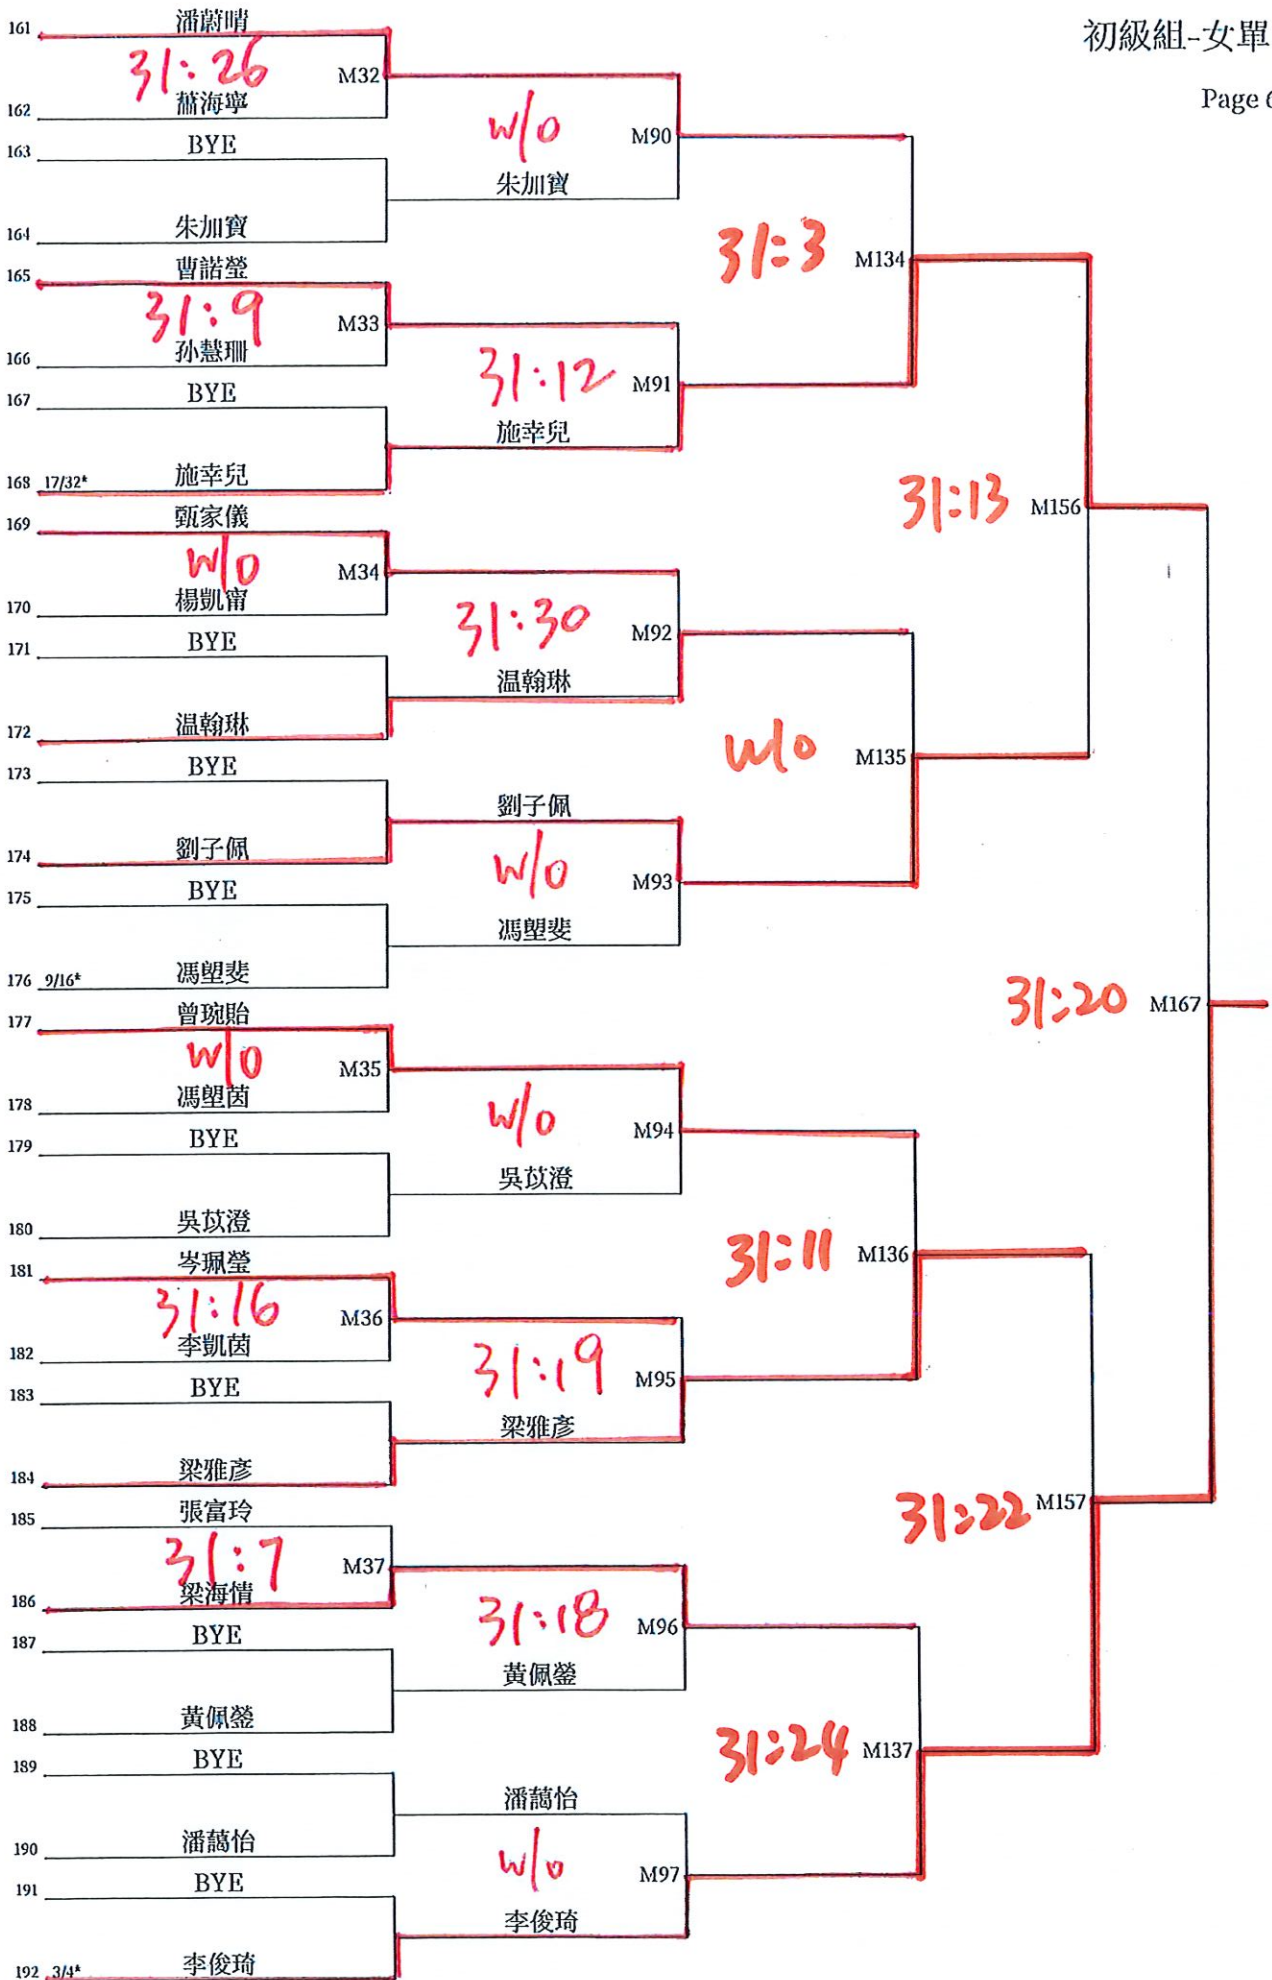 初級組-女單
Page 6
161 潘蔚晴
31:26 M32
162 蕭海寧
w/o M90
163 BYE
朱加寶
164 朱加寶
31:3 M134
165 曹諾瑩
31:9 M33
166 孙慧珊
31:12 M91
167 BYE
施幸兒
168 17/32* 施幸兒
31:13 M156
169 甄家儀
w/o M34
170 楊凱甯
31:30 M92
171 BYE
温翰琳
172 温翰琳
w/o M135
173 BYE
劉子佩
174 劉子佩
w/o M93
175 BYE
馮塱斐
176 9/16* 馮塱斐
31:20 M167
177 曾琬貽
w/o M35
178 馮塱茵
w/o M94
179 BYE
吳苡澄
180 吳苡澄
31:11 M136
181 岑珮瑩
31:16 M36
182 李凱茵
31:19 M95
183 BYE
梁雅彥
184 梁雅彥
31:22 M157
185 張富玲
31:7 M37
186 梁海情
31:18 M96
187 BYE
黃佩鎣
188 黃佩鎣
31:24 M137
189 BYE
潘藹怡
190 潘藹怡
w/o M97
191 BYE
李俊琦
192 3/4* 李俊琦